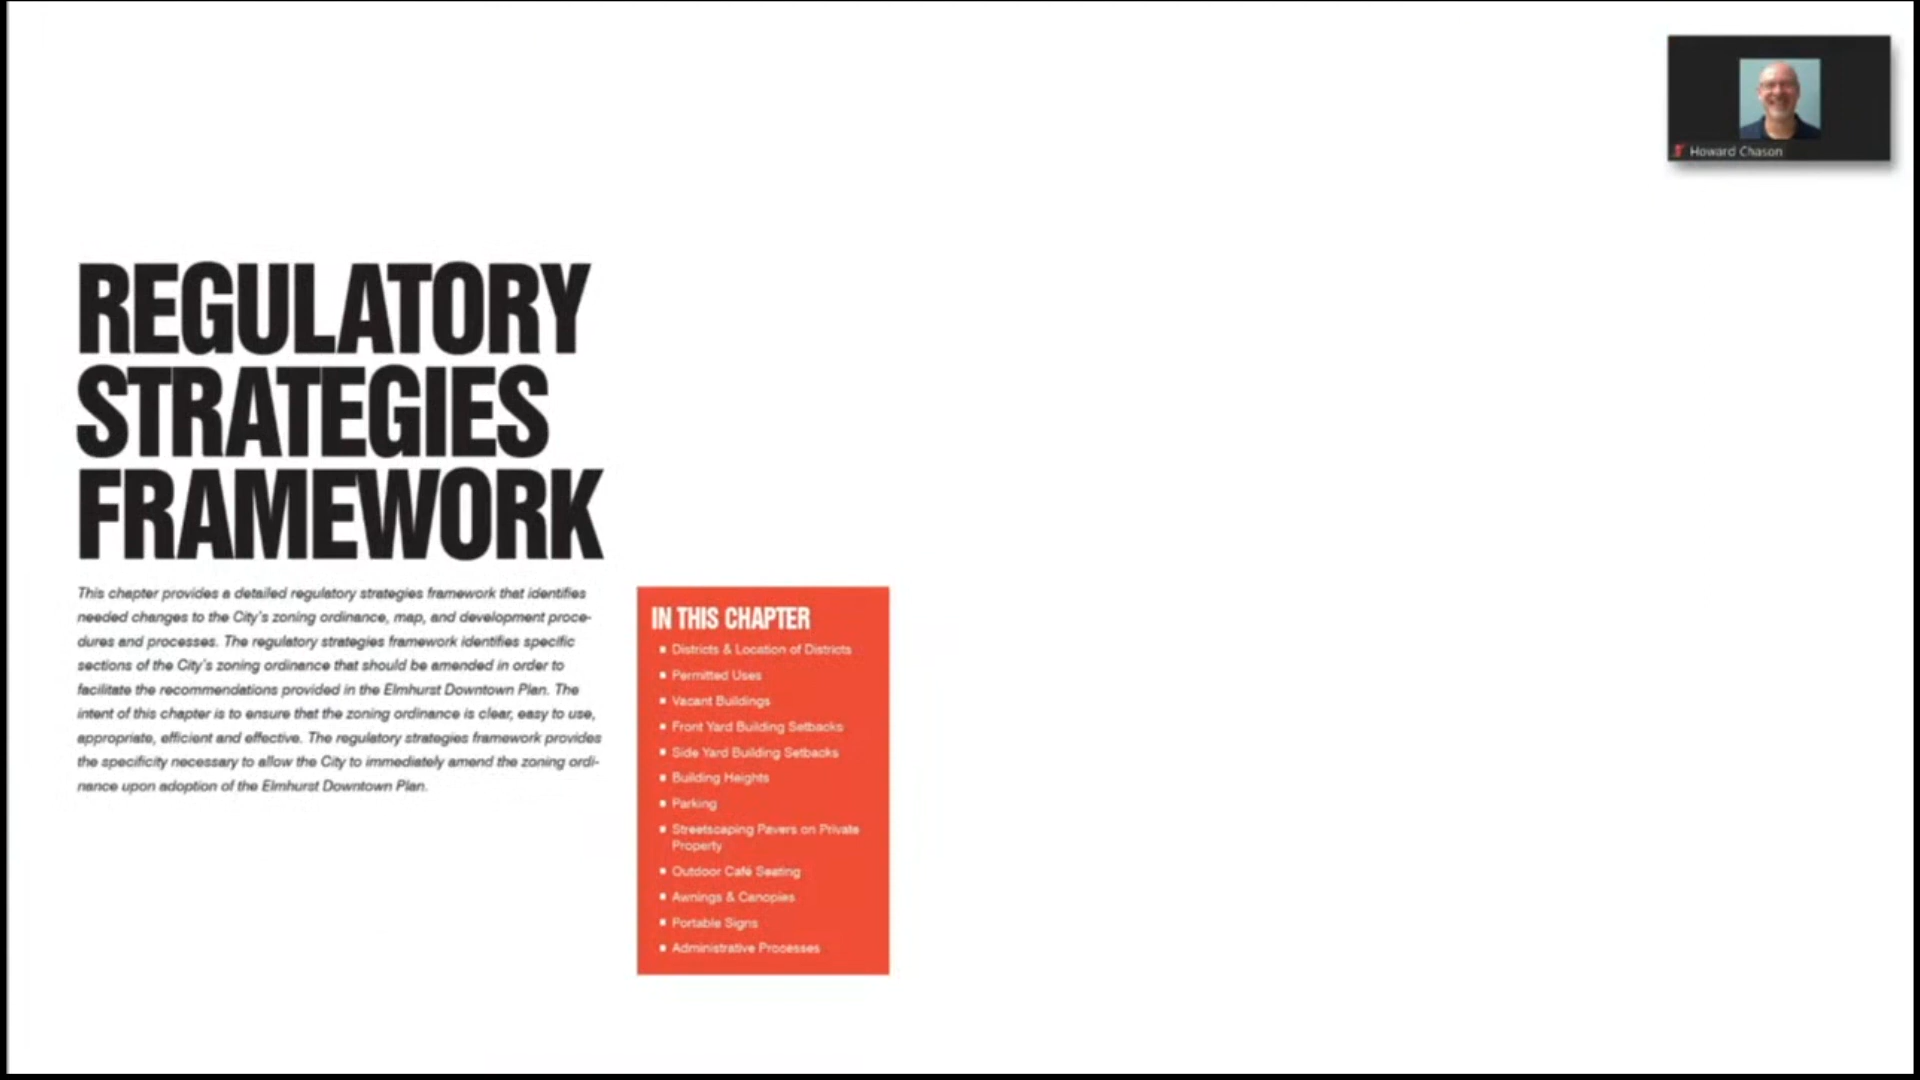 REGULATORY
STRATEGIES
FRAMEWORK
This chapter provides a detailed regulatory strategies framework that identifies
needed changes to the City's zoning ordinance, map, and development proce-
dures and processes. The regulatory strategies framework identifies specific
sections of the City's zoning ordinance that should be amended in order to
facilitate the recommendations provided in the Elmhurst Downtown Plan. The
intent of this chapter is to ensure that the zoning ordinance is clear, easy to use,
appropriate, efficient and effective. The regulatory strategies framework provides
the specificity necessary to allow the City to immediately amend the zoning ordi-
nance upon adoption of the Elmhurst Downtown Plan.
IN THIS CHAPTER
▪ Districts & Location of Districts
▪ Permitted Uses
▪ Vacant Buildings
▪ Front Yard Building Setbacks
▪ Side Yard Building Setbacks
▪ Building Heights
▪ Parking
▪ Streetscaping Pavers on Private
Property
▪ Outdoor Café Seating
▪ Awnings & Canopies
▪ Portable Signs
▪ Administrative Processes
Howard Chason